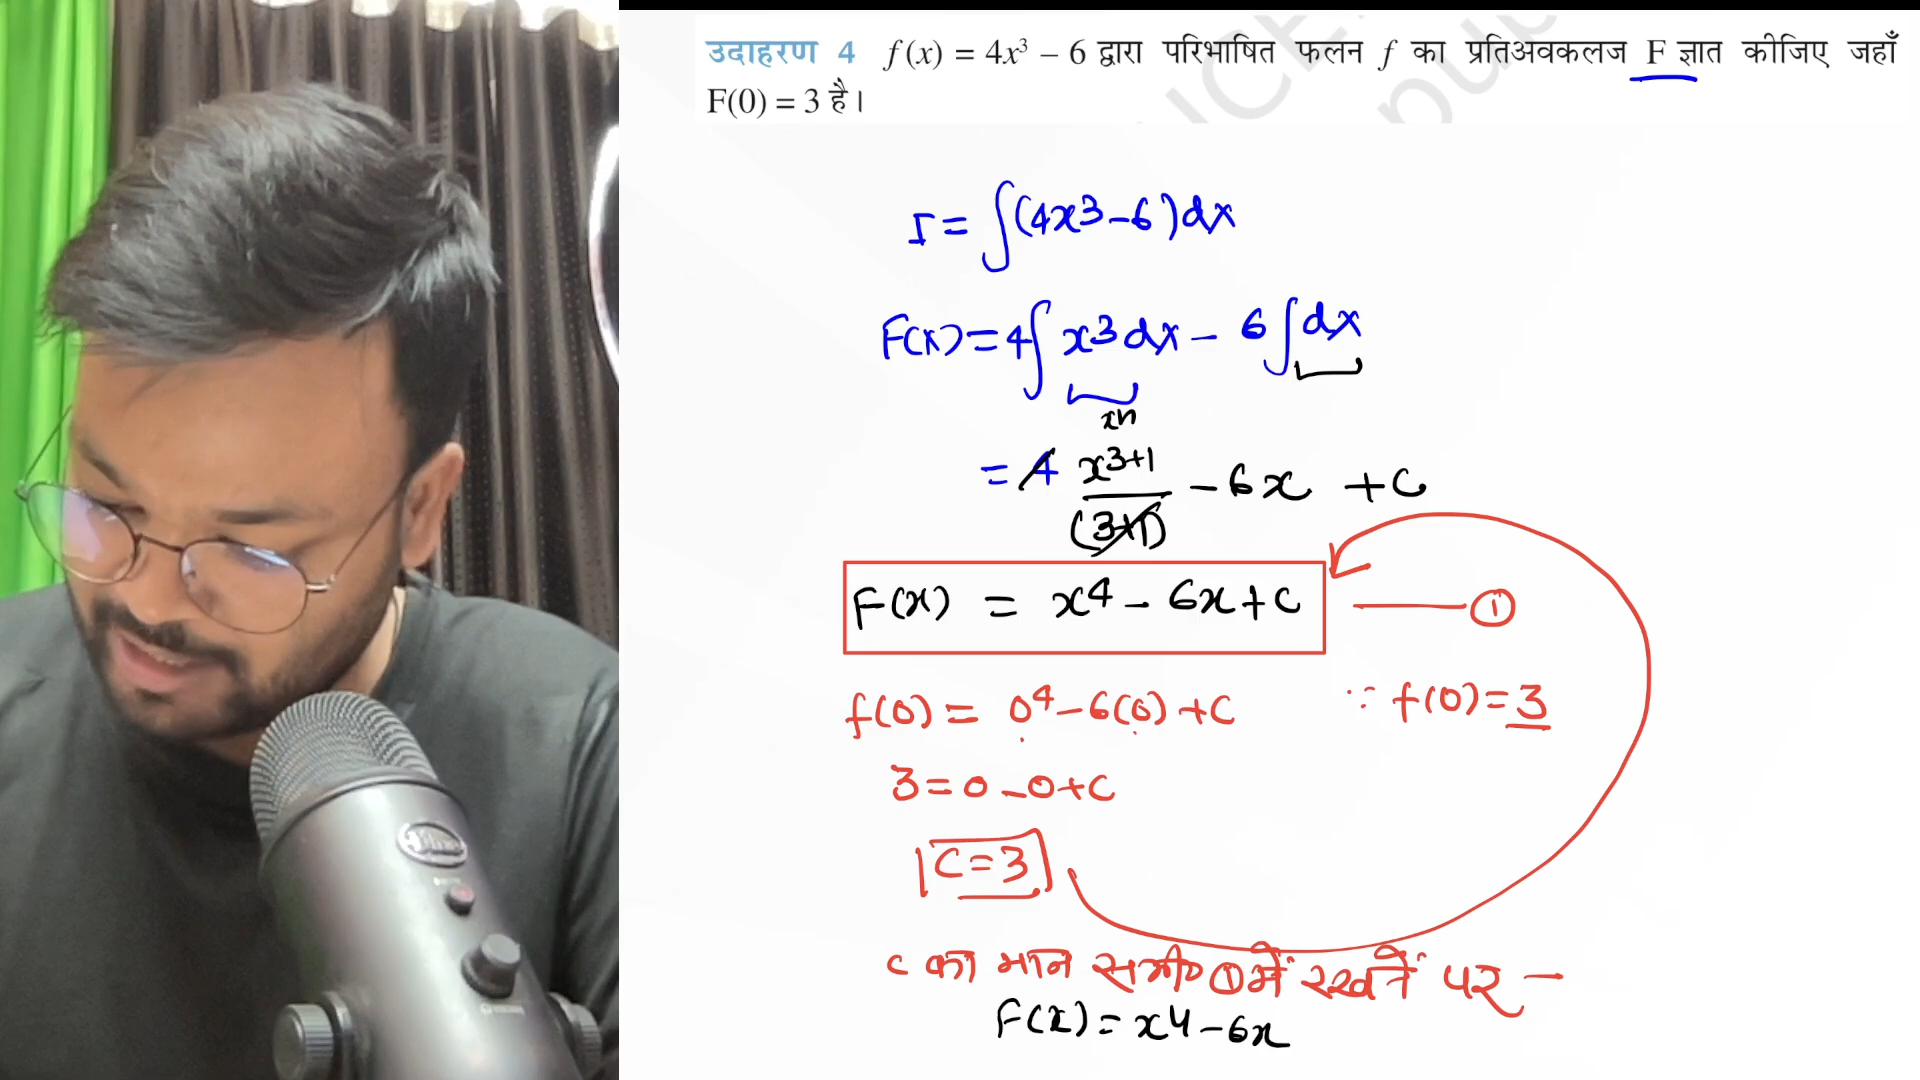 उदाहरण 4 f(x) = 4x³ – 6 द्वारा परिभाषित फलन f का प्रतिअवकलज F ज्ञात कीजिए जहाँ
F(0) = 3 है।
I = ∫(4x³-6)dx
F(x) = 4∫x³dx - 6∫dx
xn
= 4 x³⁺¹/(3+1) - 6x + c
F(x) = x⁴ - 6x + c ①
f(0) = 0⁴ - 6(0) + c ∵ f(0) = 3
3 = 0 - 0 + c
C = 3
c का मान समी० ① में रखने पर –
F(x) = x⁴ - 6x